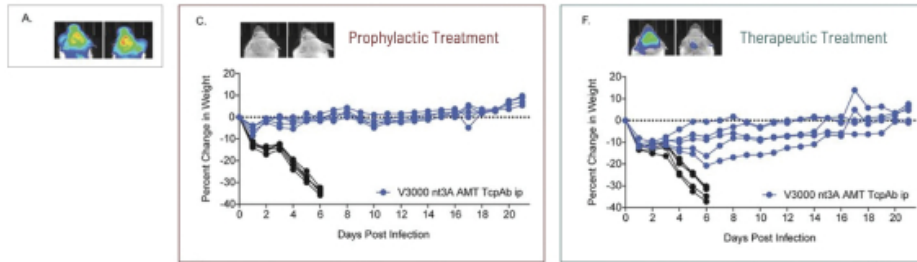 A.
C.
Prophylactic Treatment
Percent Change in Weight
20
10
0
-10
-20
-30
-40
V3000 nt3A AMT TcpAb ip
0 2 4 6 8 10 12 14 16 18 20
Days Post Infection
F.
Therapeutic Treatment
Percent Change in Weight
20
10
0
-10
-20
-30
-40
V3000 nt3A AMT TcpAb ip
0 2 4 6 8 10 12 14 16 18 20
Days Post Infection